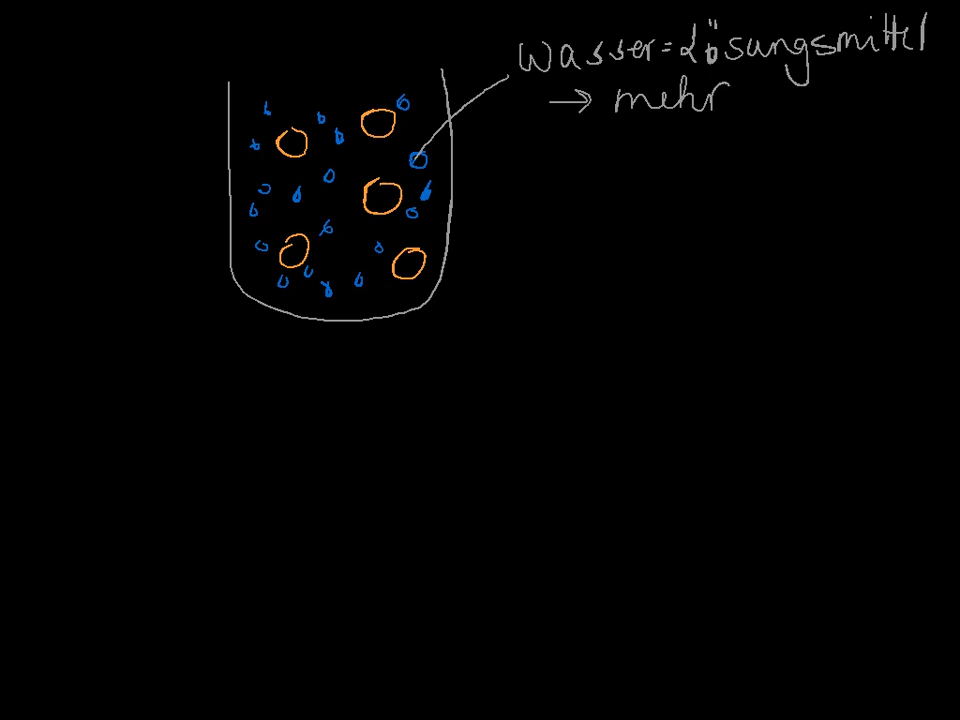 Wasser = Lösungsmittel
→ mehr